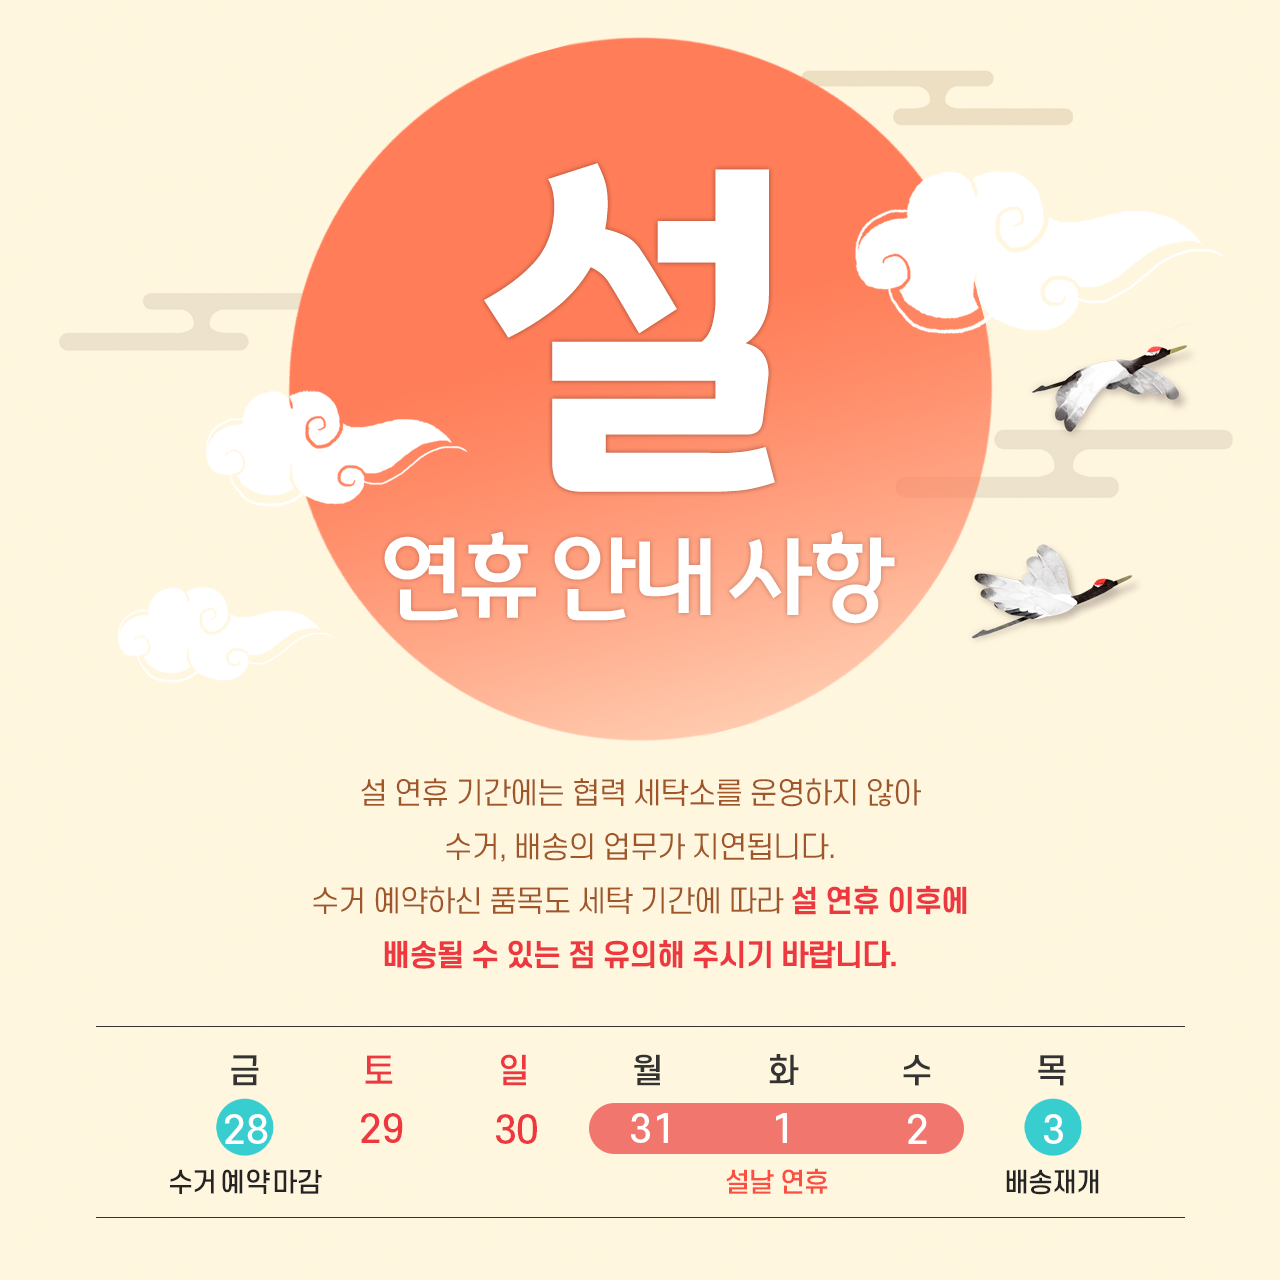 설
연휴 안내 사항
설 연휴 기간에는 협력 세탁소를 운영하지 않아
수거, 배송의 업무가 지연됩니다.
수거 예약하신 품목도 세탁 기간에 따라 설 연휴 이후에
배송될 수 있는 점 유의해 주시기 바랍니다.
금 토 일 월 화 수 목
28 29 30 31 1 2 3
수거 예약 마감 설날 연휴 배송재개